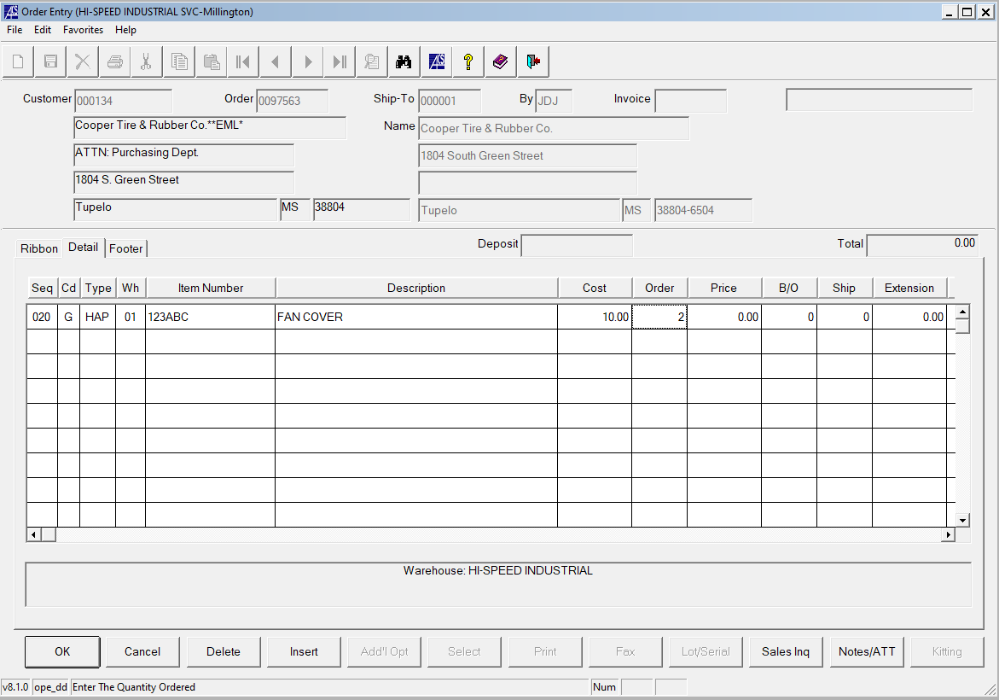 Order Entry (HI-SPEED INDUSTRIAL SVC-Millington)
File Edit Favorites Help
Customer 000134 Order 0097563 Ship-To 000001 By JDJ Invoice
Cooper Tire & Rubber Co.**EML* Name Cooper Tire & Rubber Co.
ATTN: Purchasing Dept. 1804 South Green Street
1804 S. Green Street
Tupelo MS 38804 Tupelo MS 38804-6504
Ribbon Detail Footer Deposit Total 0.00
Seq Cd Type Wh Item Number Description Cost Order Price B/O Ship Extension
020 G HAP 01 123ABC FAN COVER 10.00 2 0.00 0 0 0.00
Warehouse: HI-SPEED INDUSTRIAL
OK Cancel Delete Insert Add'l Opt Select Print Fax Lot/Serial Sales Inq Notes/ATT Kitting
v8.1.0 ope_dd Enter The Quantity Ordered Num